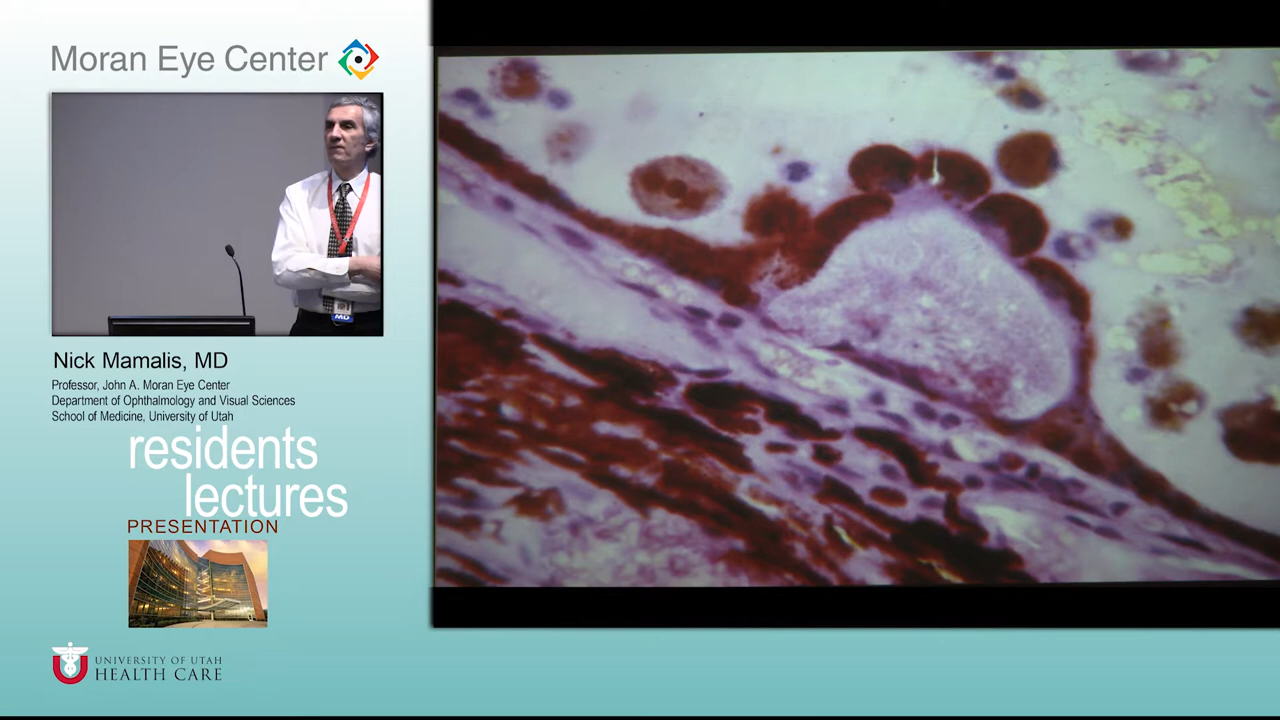 Moran Eye Center
MD
Nick Mamalis, MD
Professor, John A. Moran Eye Center
Department of Ophthalmology and Visual Sciences
School of Medicine, University of Utah
residents
lectures
PRESENTATION
UNIVERSITY OF UTAH
HEALTH CARE